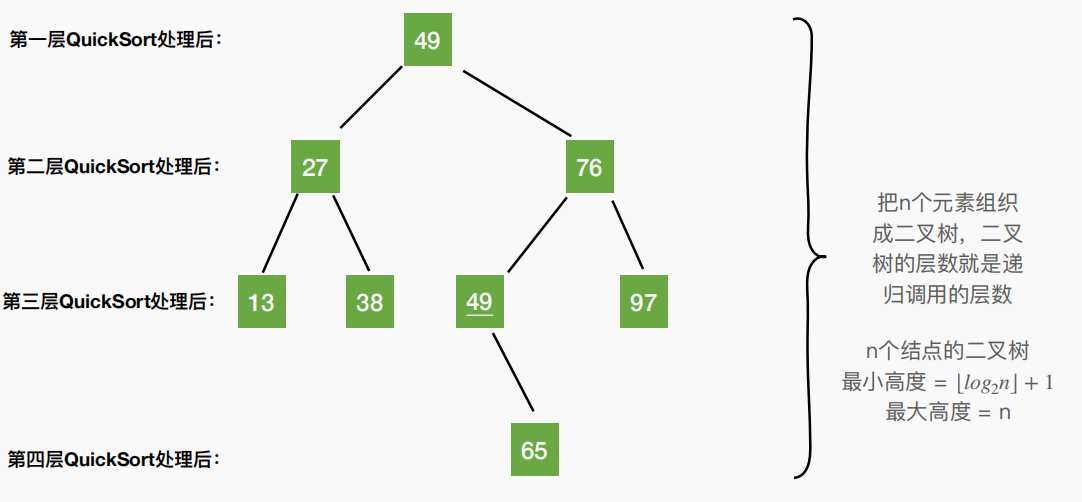 第一层QuickSort处理后：
49
第二层QuickSort处理后：
27
76
第三层QuickSort处理后：
13
38
49
97
第四层QuickSort处理后：
65
把n个元素组织
成二叉树，二叉
树的层数就是递
归调用的层数
n个结点的二叉树
最小高度 = ⌊log₂n⌋ + 1
最大高度 = n